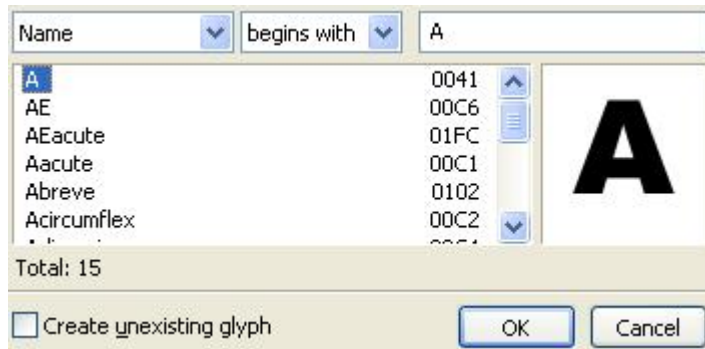 Name begins with A
A 0041
AE 00C6
AEacute 01FC
Aacute 00C1
Abreve 0102
Acircumflex 00C2
A
Total: 15
Create unexisting glyph OK Cancel